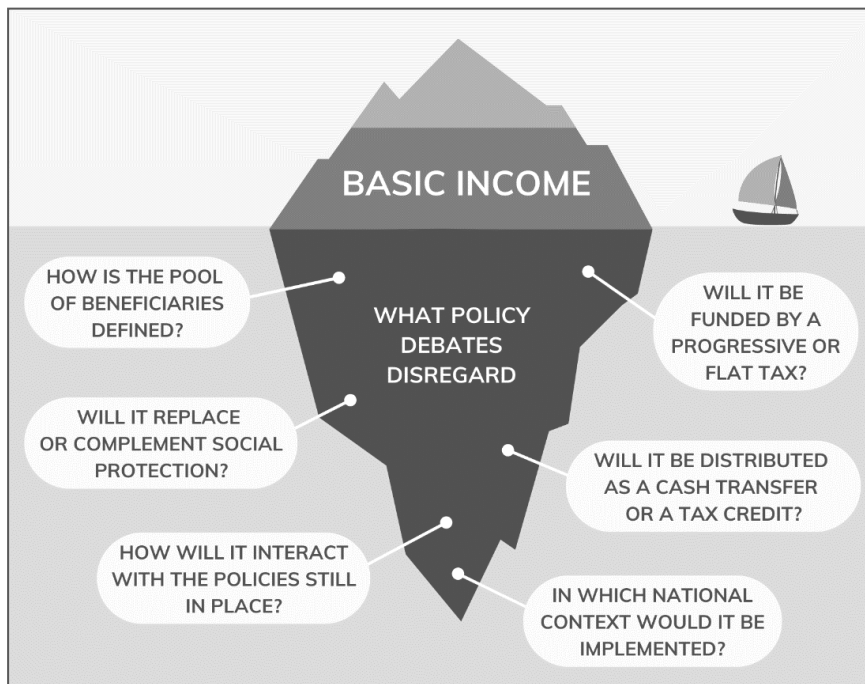 BASIC INCOME
WHAT POLICY
DEBATES
DISREGARD
HOW IS THE POOL
OF BENEFICIARIES
DEFINED?
WILL IT BE
FUNDED BY A
PROGRESSIVE OR
FLAT TAX?
WILL IT REPLACE
OR COMPLEMENT SOCIAL
PROTECTION?
WILL IT BE DISTRIBUTED
AS A CASH TRANSFER
OR A TAX CREDIT?
HOW WILL IT INTERACT
WITH THE POLICIES STILL
IN PLACE?
IN WHICH NATIONAL
CONTEXT WOULD IT BE
IMPLEMENTED?